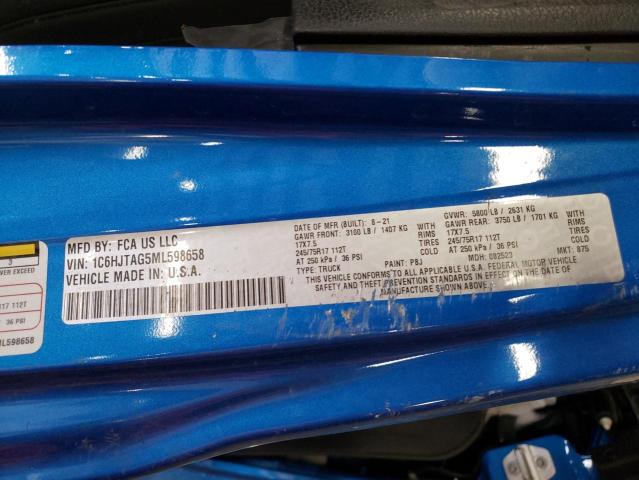 MFD BY: FCA US LLC
VIN: 1C6HJTAG5ML598658
VEHICLE MADE IN U.S.A.
DATE OF MFR (BUILT): 8-21
GAWR FRONT: 3100 LB / 1407 KG WITH
17X7.5 RIMS
245/75R17 112T TIRES
AT 250 kPa / 36 PSI COLD
TYPE: TRUCK PAINT: PBJ
GVWR: 5800 LB / 2631 KG
GAWR REAR: 3750 LB / 1701 KG WITH
17X7.5 RIMS
245/75R17 112T TIRES
AT 250 kPa / 36 PSI COLD
MDH: 082523 MKT: 875
THIS VEHICLE CONFORMS TO ALL APPLICABLE U.S.A. FEDERAL MOTOR VEHICLE
SAFETY, AND THEFT PREVENTION STANDARDS IN EFFECT ON THE DATE OF
MANUFACTURE SHOWN ABOVE.
VER EXCEED
R17 112T
36 PSI
ML598658